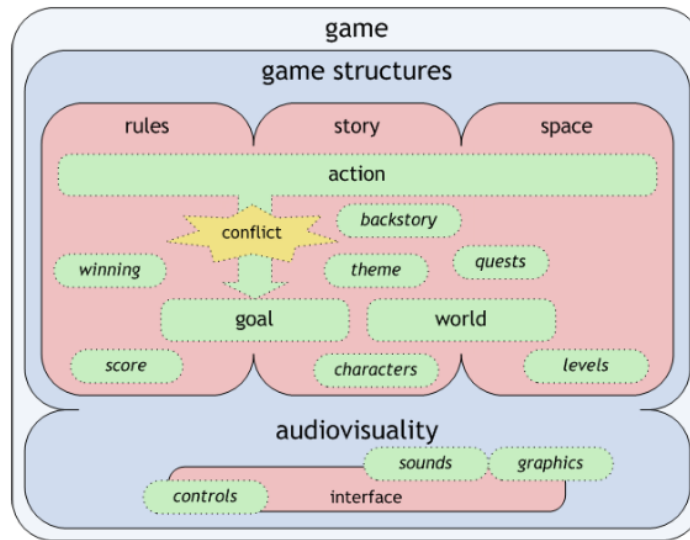 game
game structures
rules story space
action
backstory
conflict
quests
winning theme
goal world
score characters levels
audiovisuality
sounds graphics
controls interface